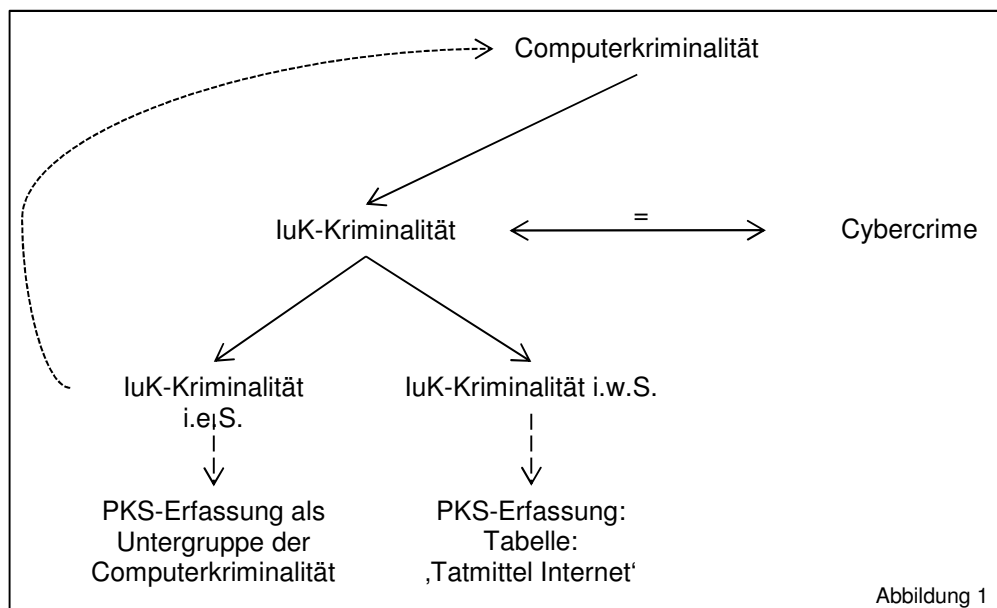 Computerkriminalität
IuK-Kriminalität
=
Cybercrime
IuK-Kriminalität
i.e.S.
IuK-Kriminalität i.w.S.
PKS-Erfassung als
Untergruppe der
Computerkriminalität
PKS-Erfassung:
Tabelle:
‚Tatmittel Internet‘
Abbildung 1